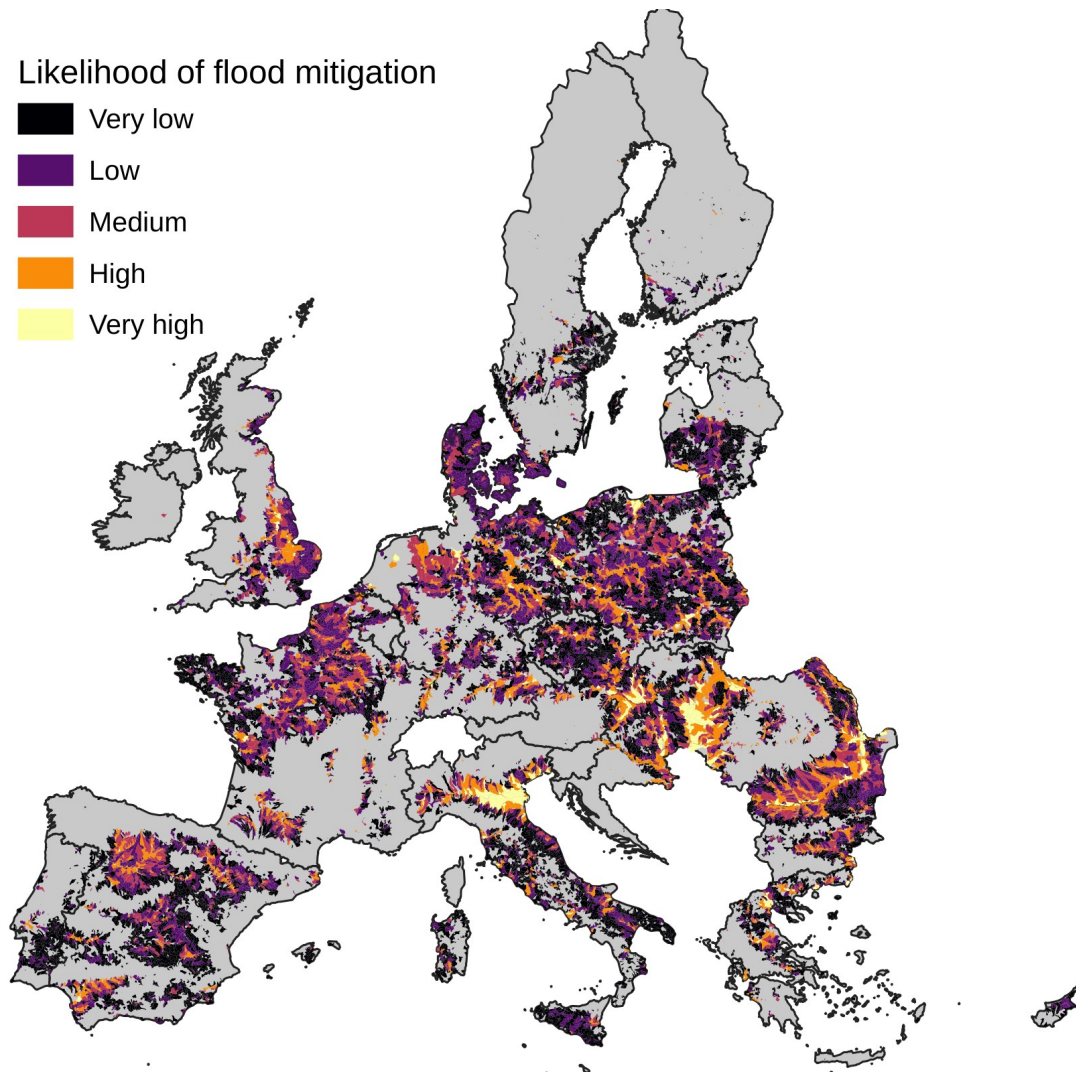 Likelihood of flood mitigation
Very low
Low
Medium
High
Very high